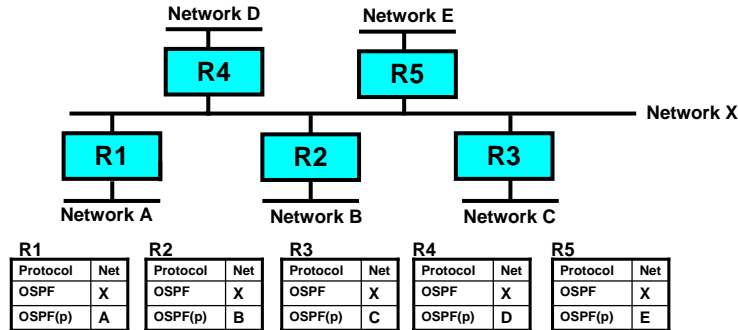 Network D Network E
R4 R5
Network X
R1 R2 R3
Network A Network B Network C
R1 R2 R3 R4 R5
Protocol Net Protocol Net Protocol Net Protocol Net Protocol Net
OSPF X OSPF X OSPF X OSPF X OSPF X
OSPF(p) A OSPF(p) B OSPF(p) C OSPF(p) D OSPF(p) E